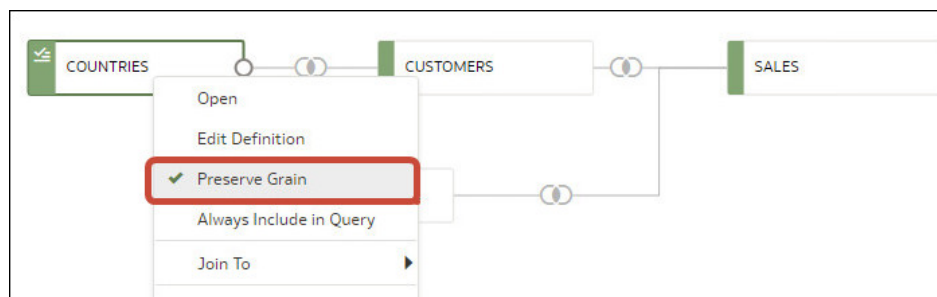 COUNTRIES
CUSTOMERS
SALES
Open
Edit Definition
Preserve Grain
Always Include in Query
Join To